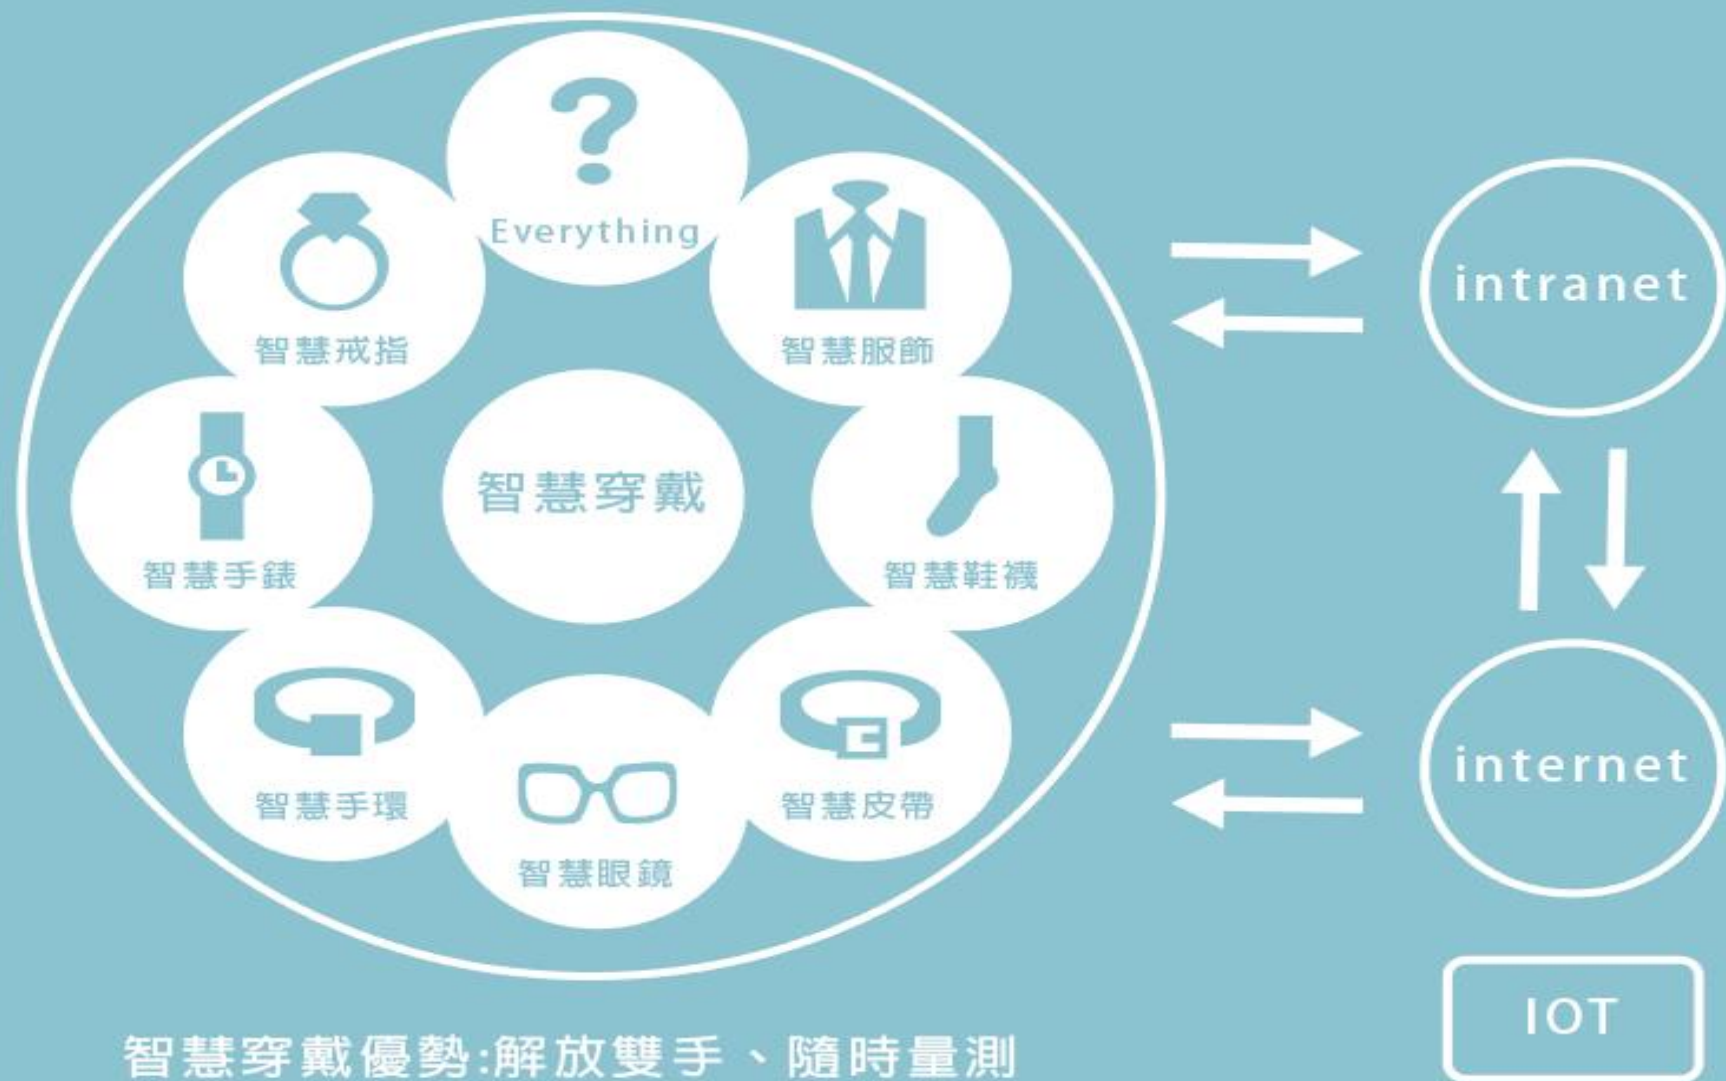 Everything
智慧戒指
智慧服飾
intranet
智慧穿戴
智慧手錶
智慧鞋襪
internet
智慧手環
智慧皮帶
智慧眼鏡
IOT
智慧穿戴優勢:解放雙手、隨時量測